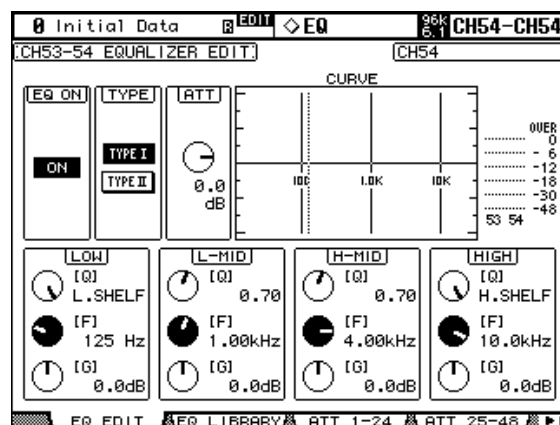 0 Initial Data R EDIT ◇EQ 96K 6.1 CH54-CH54
CH53-54 EQUALIZER EDIT CH54
CURVE
EQ ON TYPE ATT
ON
TYPE I
TYPE II
0.0
dB
100 1.0K 10K
OVER
0
- 6
-12
-18
-30
-48
53 54
LOW L-MID H-MID HIGH
[Q] [Q] [Q] [Q]
L.SHELF 0.70 0.70 H.SHELF
[F] [F] [F] [F]
125 Hz 1.00kHz 4.00kHz 10.0kHz
[G] [G] [G] [G]
0.0dB 0.0dB 0.0dB 0.0dB
EQ EDIT EQ LIBRARY ATT 1-24 ATT 25-48